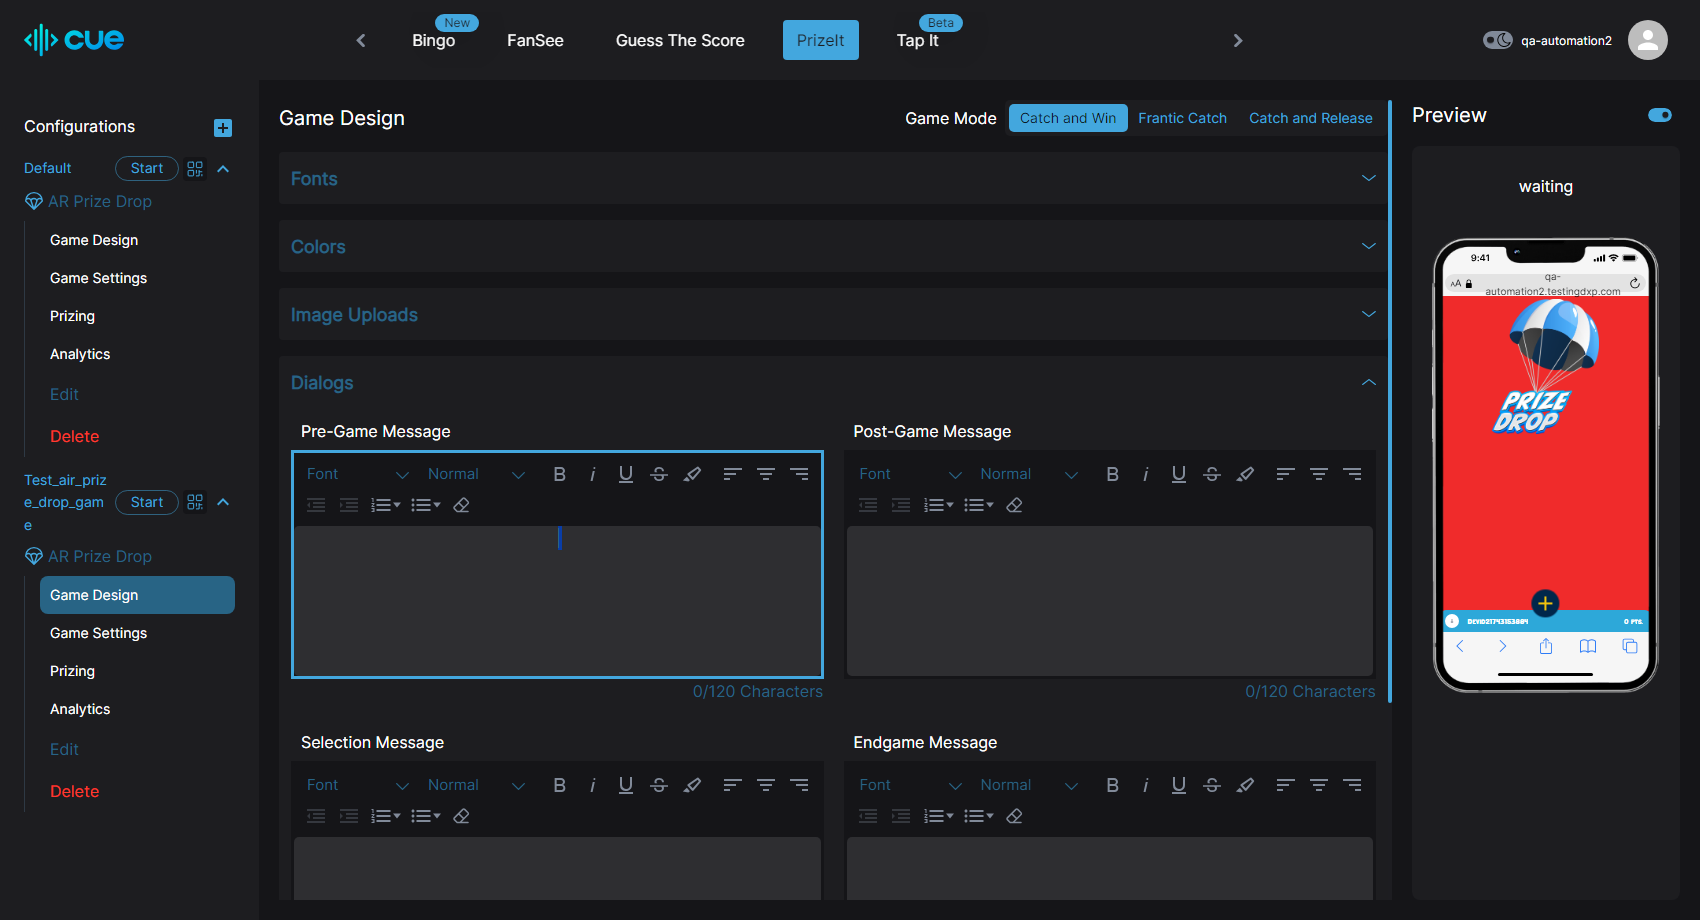 cue
Bingo
New
FanSee
Guess The Score
PrizeIt
Tap It
Beta
qa-automation2
Configurations
Default
Start
AR Prize Drop
Game Design
Game Settings
Prizing
Analytics
Edit
Delete
Test_air_priz
e_drop_gam
e
Start
AR Prize Drop
Game Design
Game Settings
Prizing
Analytics
Edit
Delete
Game Design
Game Mode
Catch and Win
Frantic Catch
Catch and Release
Fonts
Colors
Image Uploads
Dialogs
Pre-Game Message
Font
Normal
B i U S
0/120 Characters
Post-Game Message
Font
Normal
B i U S
0/120 Characters
Selection Message
Font
Normal
B i U S
Endgame Message
Font
Normal
B i U S
Preview
waiting
9:41
AA
qa-
automation2.testingdxp.com
PRIZE
DROP
0 PTS.